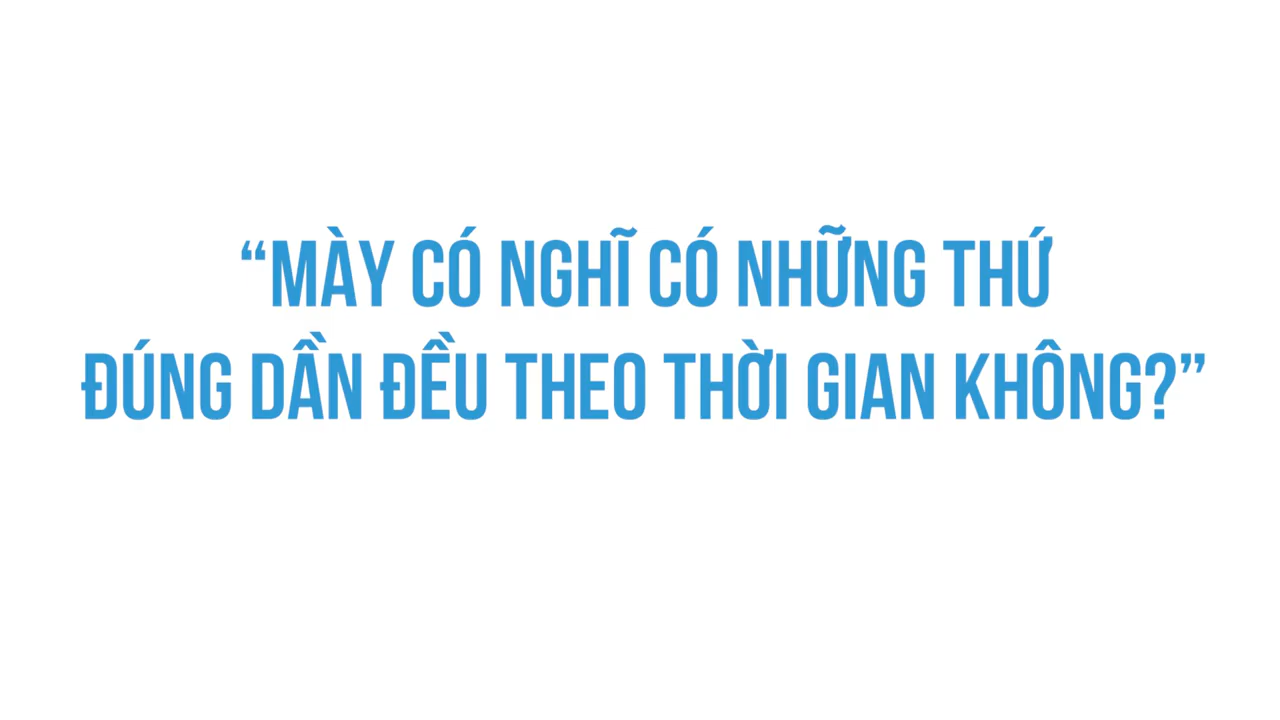 “MÀY CÓ NGHĨ CÓ NHỮNG THỨ
ĐÚNG DẦN ĐỀU THEO THỜI GIAN KHÔNG?”